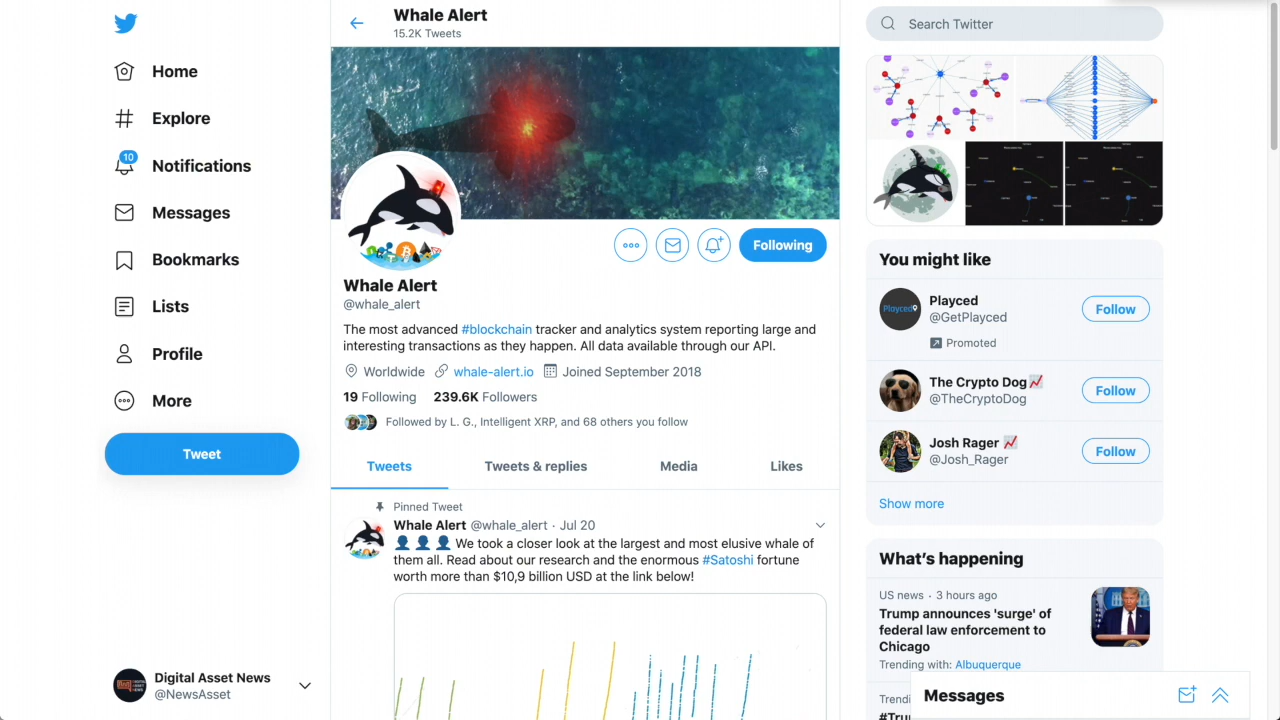 Whale Alert
15.2K Tweets
Search Twitter
Home
Explore
10
Notifications
Messages
Bookmarks
Lists
Profile
More
Tweet
Digital Asset News
@NewsAsset
Following
Whale Alert
@whale_alert
The most advanced #blockchain tracker and analytics system reporting large and
interesting transactions as they happen. All data available through our API.
Worldwide whale-alert.io Joined September 2018
19 Following 239.6K Followers
Followed by L. G., Intelligent XRP, and 68 others you follow
Tweets Tweets & replies Media Likes
Pinned Tweet
Whale Alert @whale_alert · Jul 20
We took a closer look at the largest and most elusive whale of
them all. Read about our research and the enormous #Satoshi fortune
worth more than $10,9 billion USD at the link below!
You might like
Playced
Playced
@GetPlayced
Promoted
Follow
The Crypto Dog
@TheCryptoDog
Follow
Josh Rager
@Josh_Rager
Follow
Show more
What's happening
US news · 3 hours ago
Trump announces 'surge' of
federal law enforcement to
Chicago
Trending with: Albuquerque
Trendi
#Tru
Messages